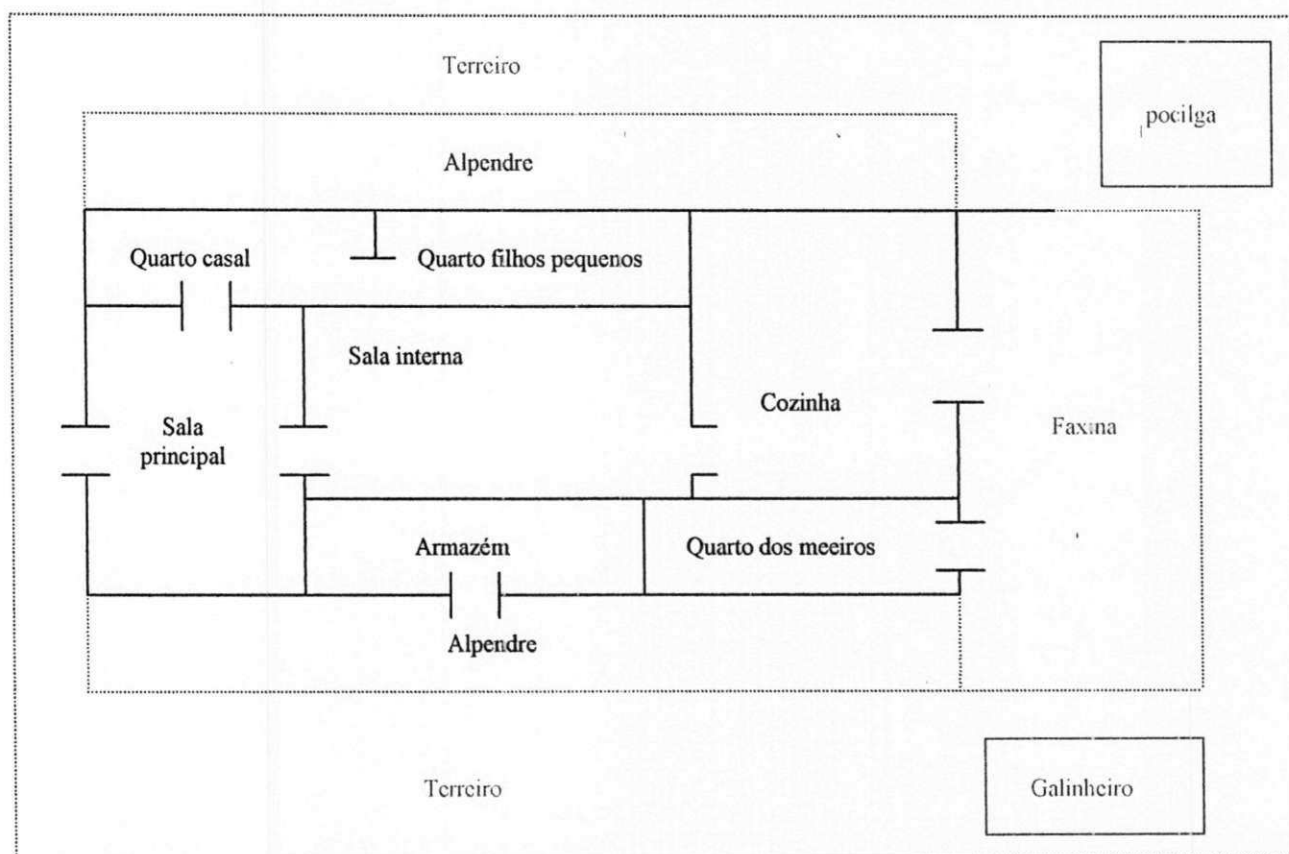 Terreiro
pocilga
Alpendre
Quarto casal
Quarto filhos pequenos
Sala interna
Cozinha
Sala
principal
Faxina
Armazém
Quarto dos meeiros
Alpendre
Terreiro
Galinheiro